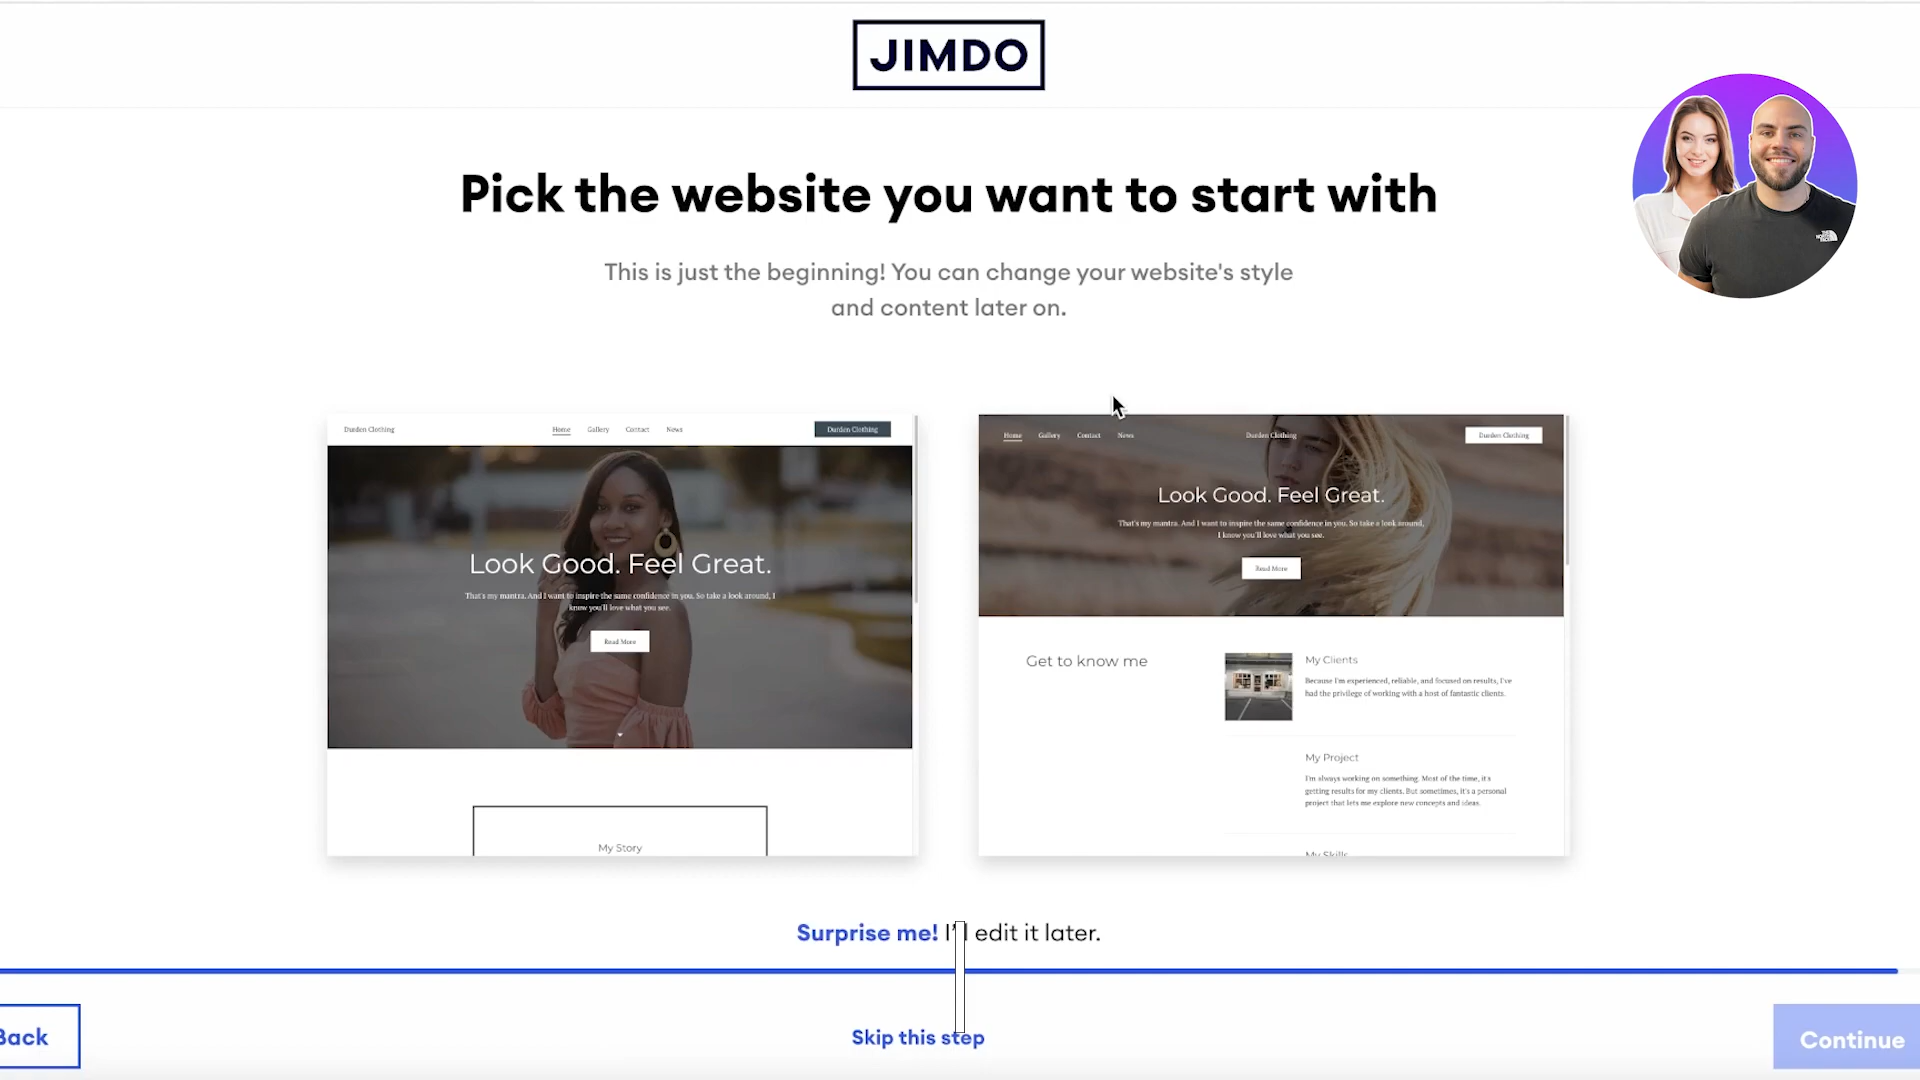 JIMDO
Pick the website you want to start with
This is just the beginning! You can change your website's style
and content later on.
THE NORTH FACE
Durden Clothing
Home Gallery Contact News
Durden Clothing
Look Good. Feel Great.
That's my mantra. And I want to inspire the same confidence in you. So take a look around, I
know you'll love what you see.
Read More
My Story
Home Gallery Contact News
Durden Clothing
Durden Clothing
Look Good. Feel Great.
That's my mantra. And I want to inspire the same confidence in you. So take a look around,
I know you'll love what you see.
Read More
Get to know me
My Clients
Because I'm experienced, reliable, and focused on results, I've
had the privilege of working with a host of fantastic clients.
My Project
I'm always working on something. Most of the time, it's
getting results for my clients. But sometimes, it's a personal
project that lets me explore new concepts and ideas.
My Skills
Surprise me! I'll edit it later.
Back
Skip this step
Continue